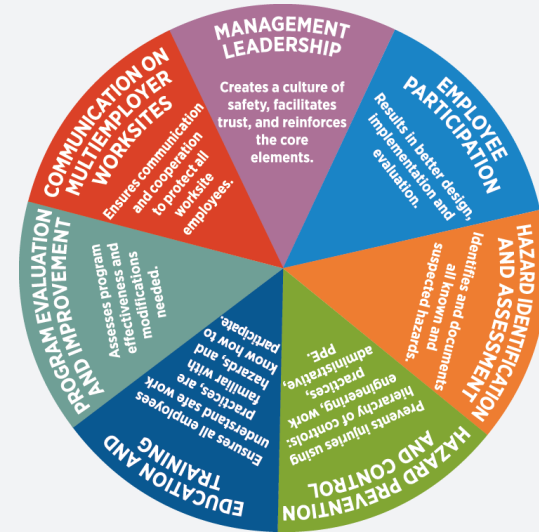 MANAGEMENT
LEADERSHIP
Creates a culture of
safety, facilitates
trust, and reinforces
the core
elements.
EMPLOYEE
PARTICIPATION
Results in better design,
implementation and
evaluation.
HAZARD IDENTIFICATION
AND ASSESSMENT
Identifies and documents
all known and
suspected hazards.
HAZARD PREVENTION
AND CONTROL
Prevents injuries using
hierarchy of controls:
engineering, work
practices,
administrative,
PPE.
EDUCATION AND
TRAINING
Ensures all employees
understand safe work
practices, are
familiar with
hazards, and
know how to
participate.
PROGRAM EVALUATION
AND IMPROVEMENT
Assesses program
effectiveness and
modifications
needed.
COMMUNICATION ON
MULTIEMPLOYER
WORKSITES
Ensures communication
and cooperation
to protect all
worksite
employees.